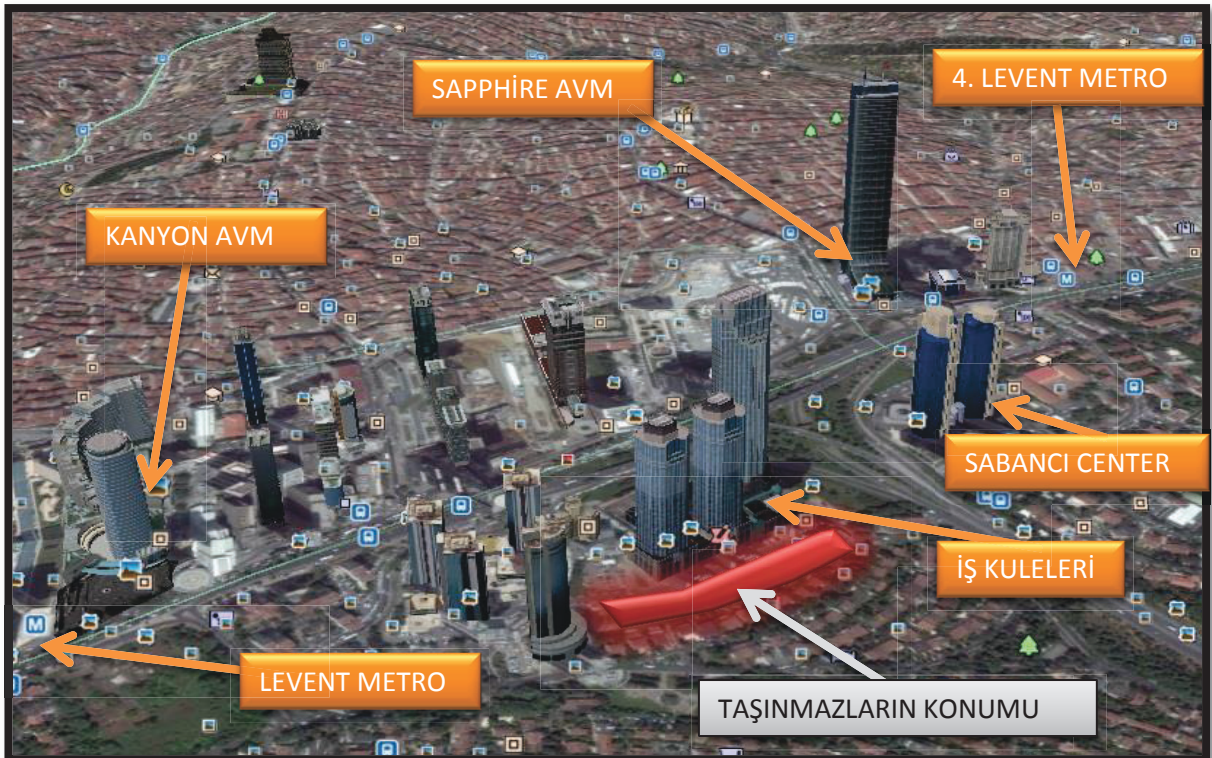 4. LEVENT METRO
SAPPHİRE AVM
KANYON AVM
SABANCI CENTER
İŞ KULELERİ
LEVENT METRO
TAŞINMAZLARIN KONUMU